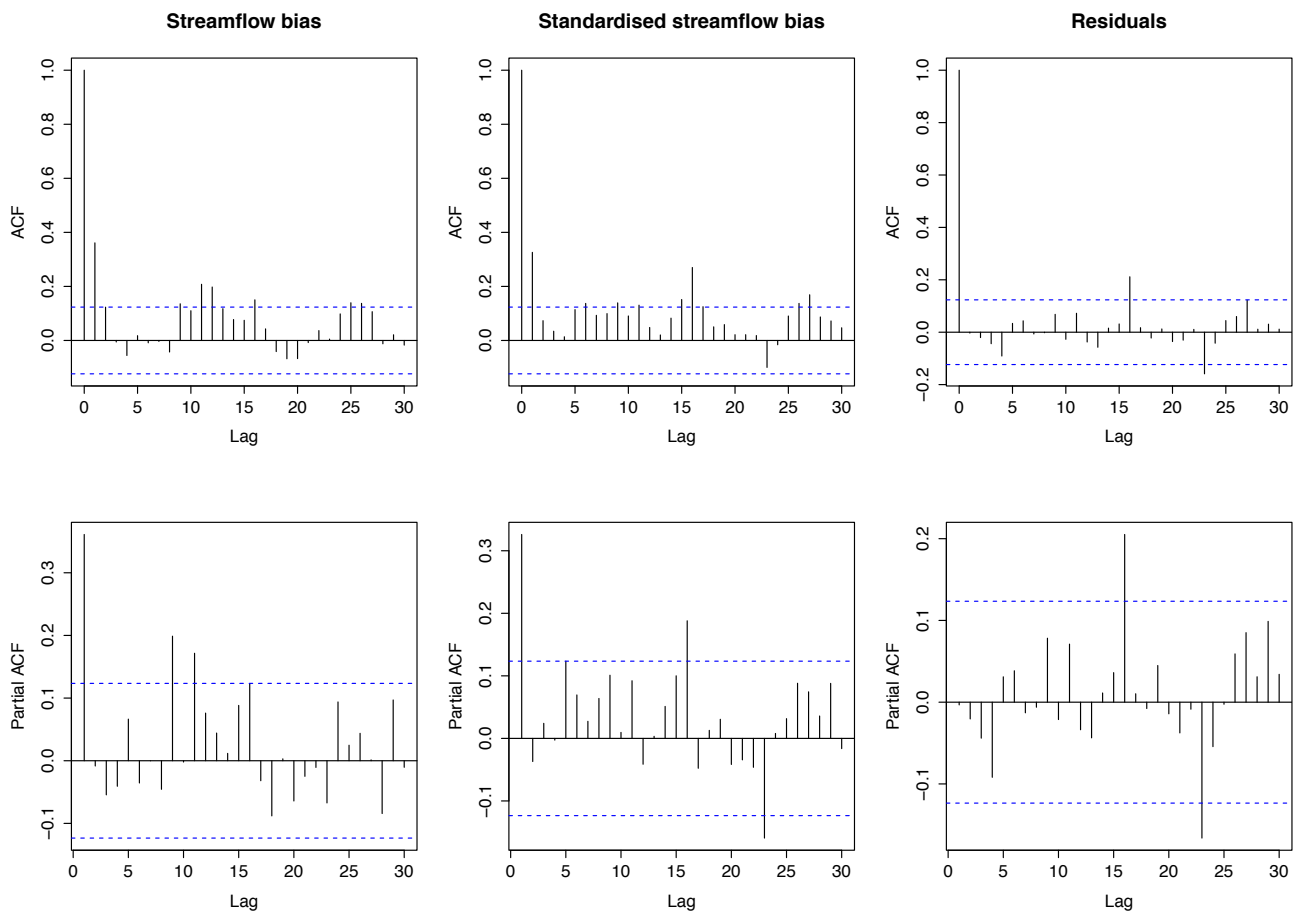 Streamflow bias
Standardised streamflow bias
Residuals
ACF
0.0 0.2 0.4 0.6 0.8 1.0
0 5 10 15 20 25 30
Lag
ACF
0.0 0.2 0.4 0.6 0.8 1.0
0 5 10 15 20 25 30
Lag
ACF
−0.2 0.0 0.2 0.4 0.6 0.8 1.0
0 5 10 15 20 25 30
Lag
Partial ACF
−0.1 0.0 0.1 0.2 0.3
0 5 10 15 20 25 30
Lag
Partial ACF
−0.1 0.0 0.1 0.2 0.3
0 5 10 15 20 25 30
Lag
Partial ACF
−0.1 0.0 0.1 0.2
0 5 10 15 20 25 30
Lag